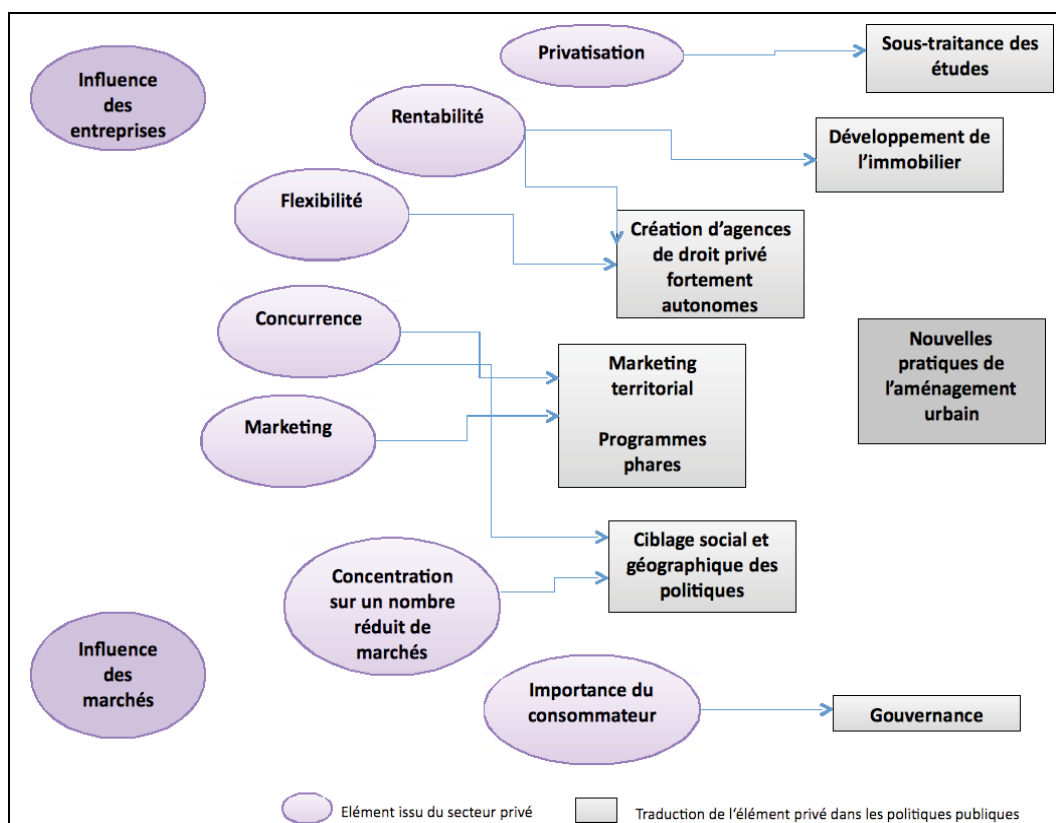 Privatisation
Sous-traitance des
études
Influence
des
entreprises
Rentabilité
Développement de
l'immobilier
Flexibilité
Création d'agences
de droit privé
fortement
autonomes
Concurrence
Marketing
territorial
Programmes
phares
Nouvelles
pratiques de
l'aménagement
urbain
Marketing
Ciblage social et
géographique des
politiques
Concentration
sur un nombre
réduit de
marchés
Influence
des
marchés
Importance du
consommateur
Gouvernance
Elément issu du secteur privé
Traduction de l'élément privé dans les politiques publiques